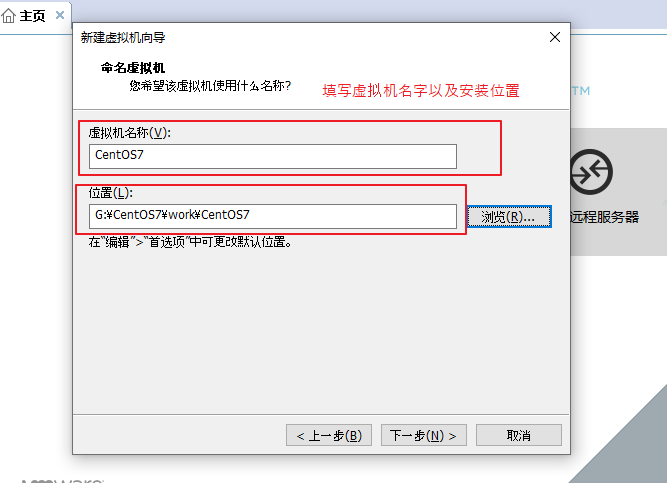 主页
新建虚拟机向导
命名虚拟机
您希望该虚拟机使用什么名称?
填写虚拟机名字以及安装位置
TM
虚拟机名称(V):
CentOS7
位置(L):
G:¥CentOS7¥work¥CentOS7
浏览(R)...
远程服务器
在“编辑”>“首选项”中可更改默认位置。
< 上一步(B)
下一步(N) >
取消
vmware